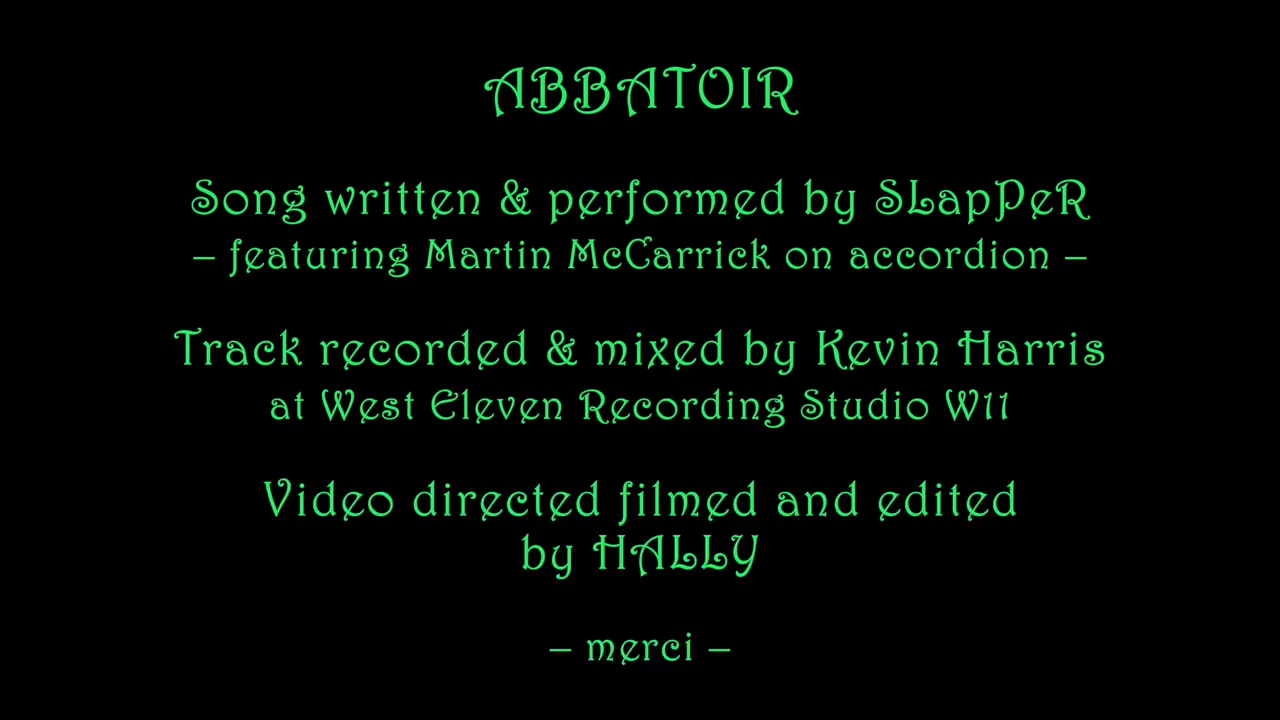 ABBATOIR
Song written & performed by SLapPeR
– featuring Martin McCarrick on accordion –
Track recorded & mixed by Kevin Harris
at West Eleven Recording Studio W11
Video directed filmed and edited
by HALLY
– merci –